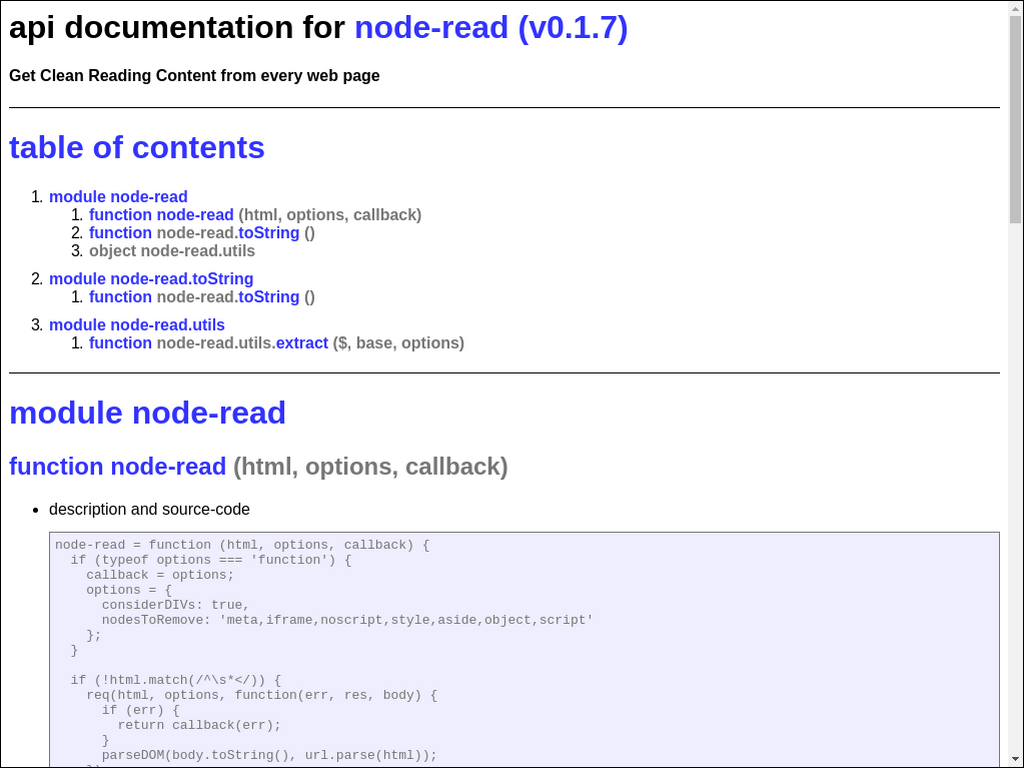 api documentation for node-read (v0.1.7)
Get Clean Reading Content from every web page
table of contents
1. module node-read
1. function node-read (html, options, callback)
2. function node-read.toString ()
3. object node-read.utils
2. module node-read.toString
1. function node-read.toString ()
3. module node-read.utils
1. function node-read.utils.extract ($, base, options)
module node-read
function node-read (html, options, callback)
• description and source-code
node-read = function (html, options, callback) {
  if (typeof options === 'function') {
    callback = options;
    options = {
      considerDIVs: true,
      nodesToRemove: 'meta,iframe,noscript,style,aside,object,script'
    };
  }
  if (!html.match(/^\s*</)) {
    req(html, options, function(err, res, body) {
      if (err) {
        return callback(err);
      }
      parseDOM(body.toString(), url.parse(html));